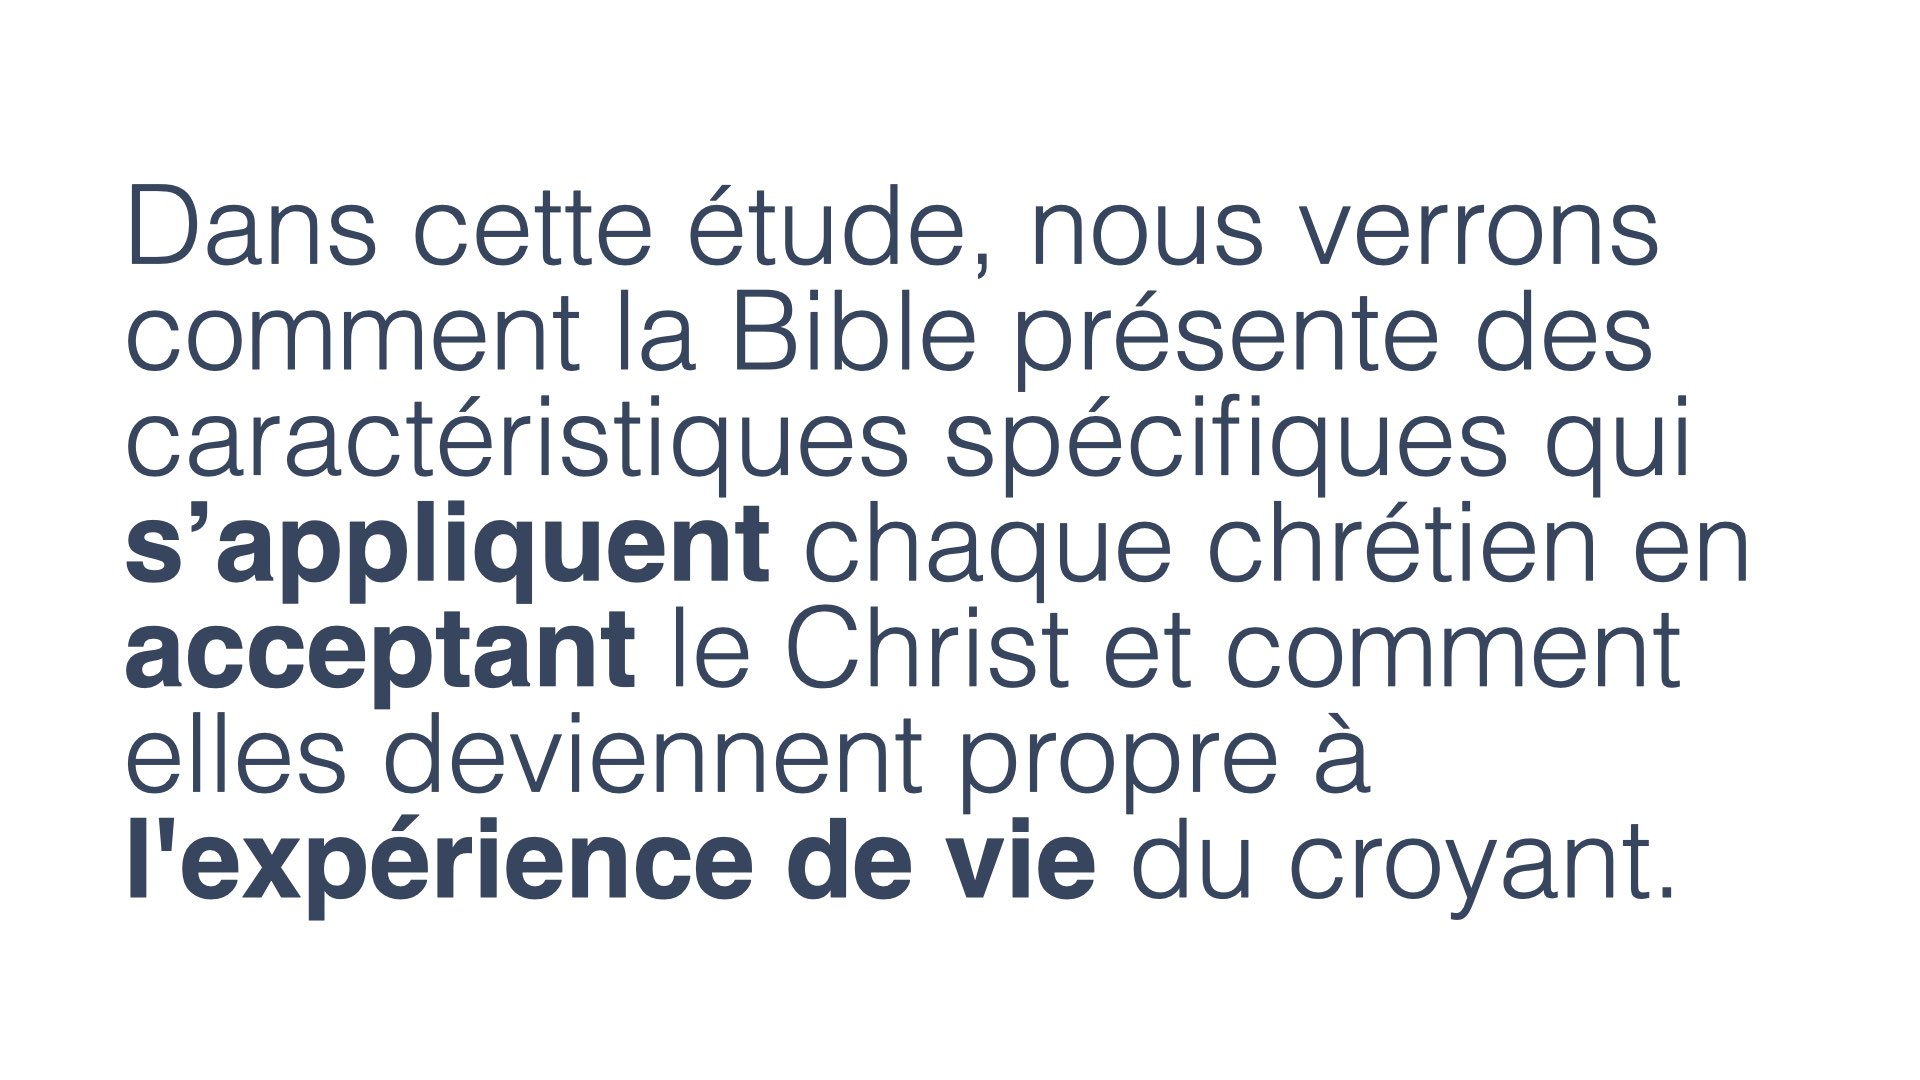 Dans cette étude, nous verrons
comment la Bible présente des
caractéristiques spécifiques qui
s’appliquent chaque chrétien en
acceptant le Christ et comment
elles deviennent propre à
l'expérience de vie du croyant.